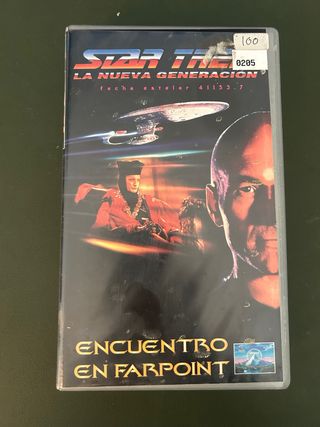 100
0205
STAR TREK
LA NUEVA GENERACION
fecha estelar 41153.7
ENCUENTRO
EN FARPOINT